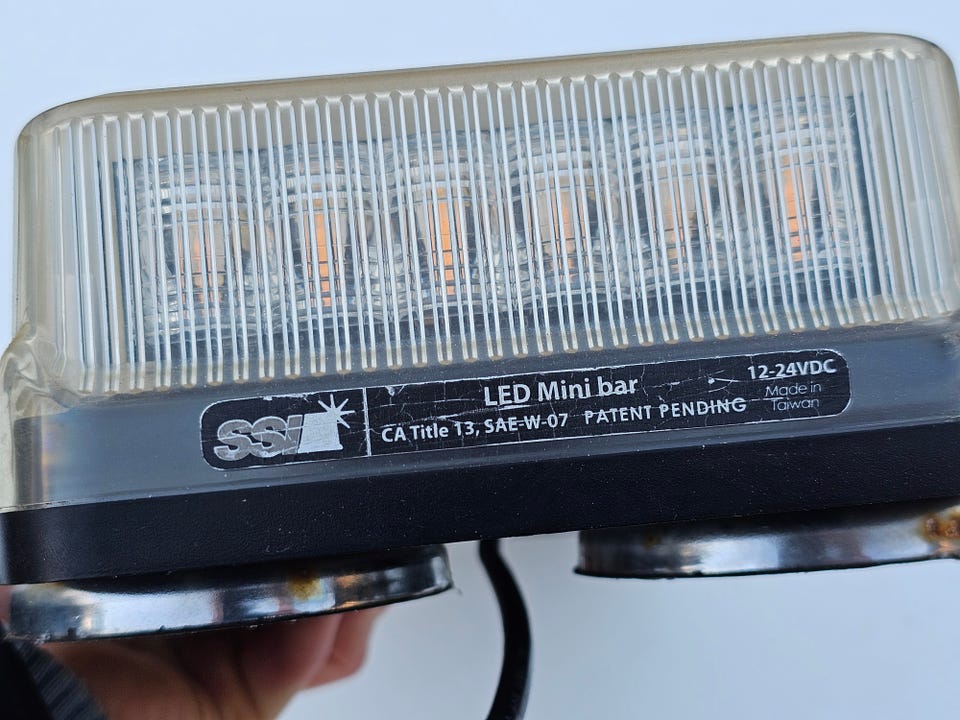 SSi
LED Mini bar
CA Title 13, SAE-W-07 PATENT PENDING
12-24VDC
Made in
Taiwan